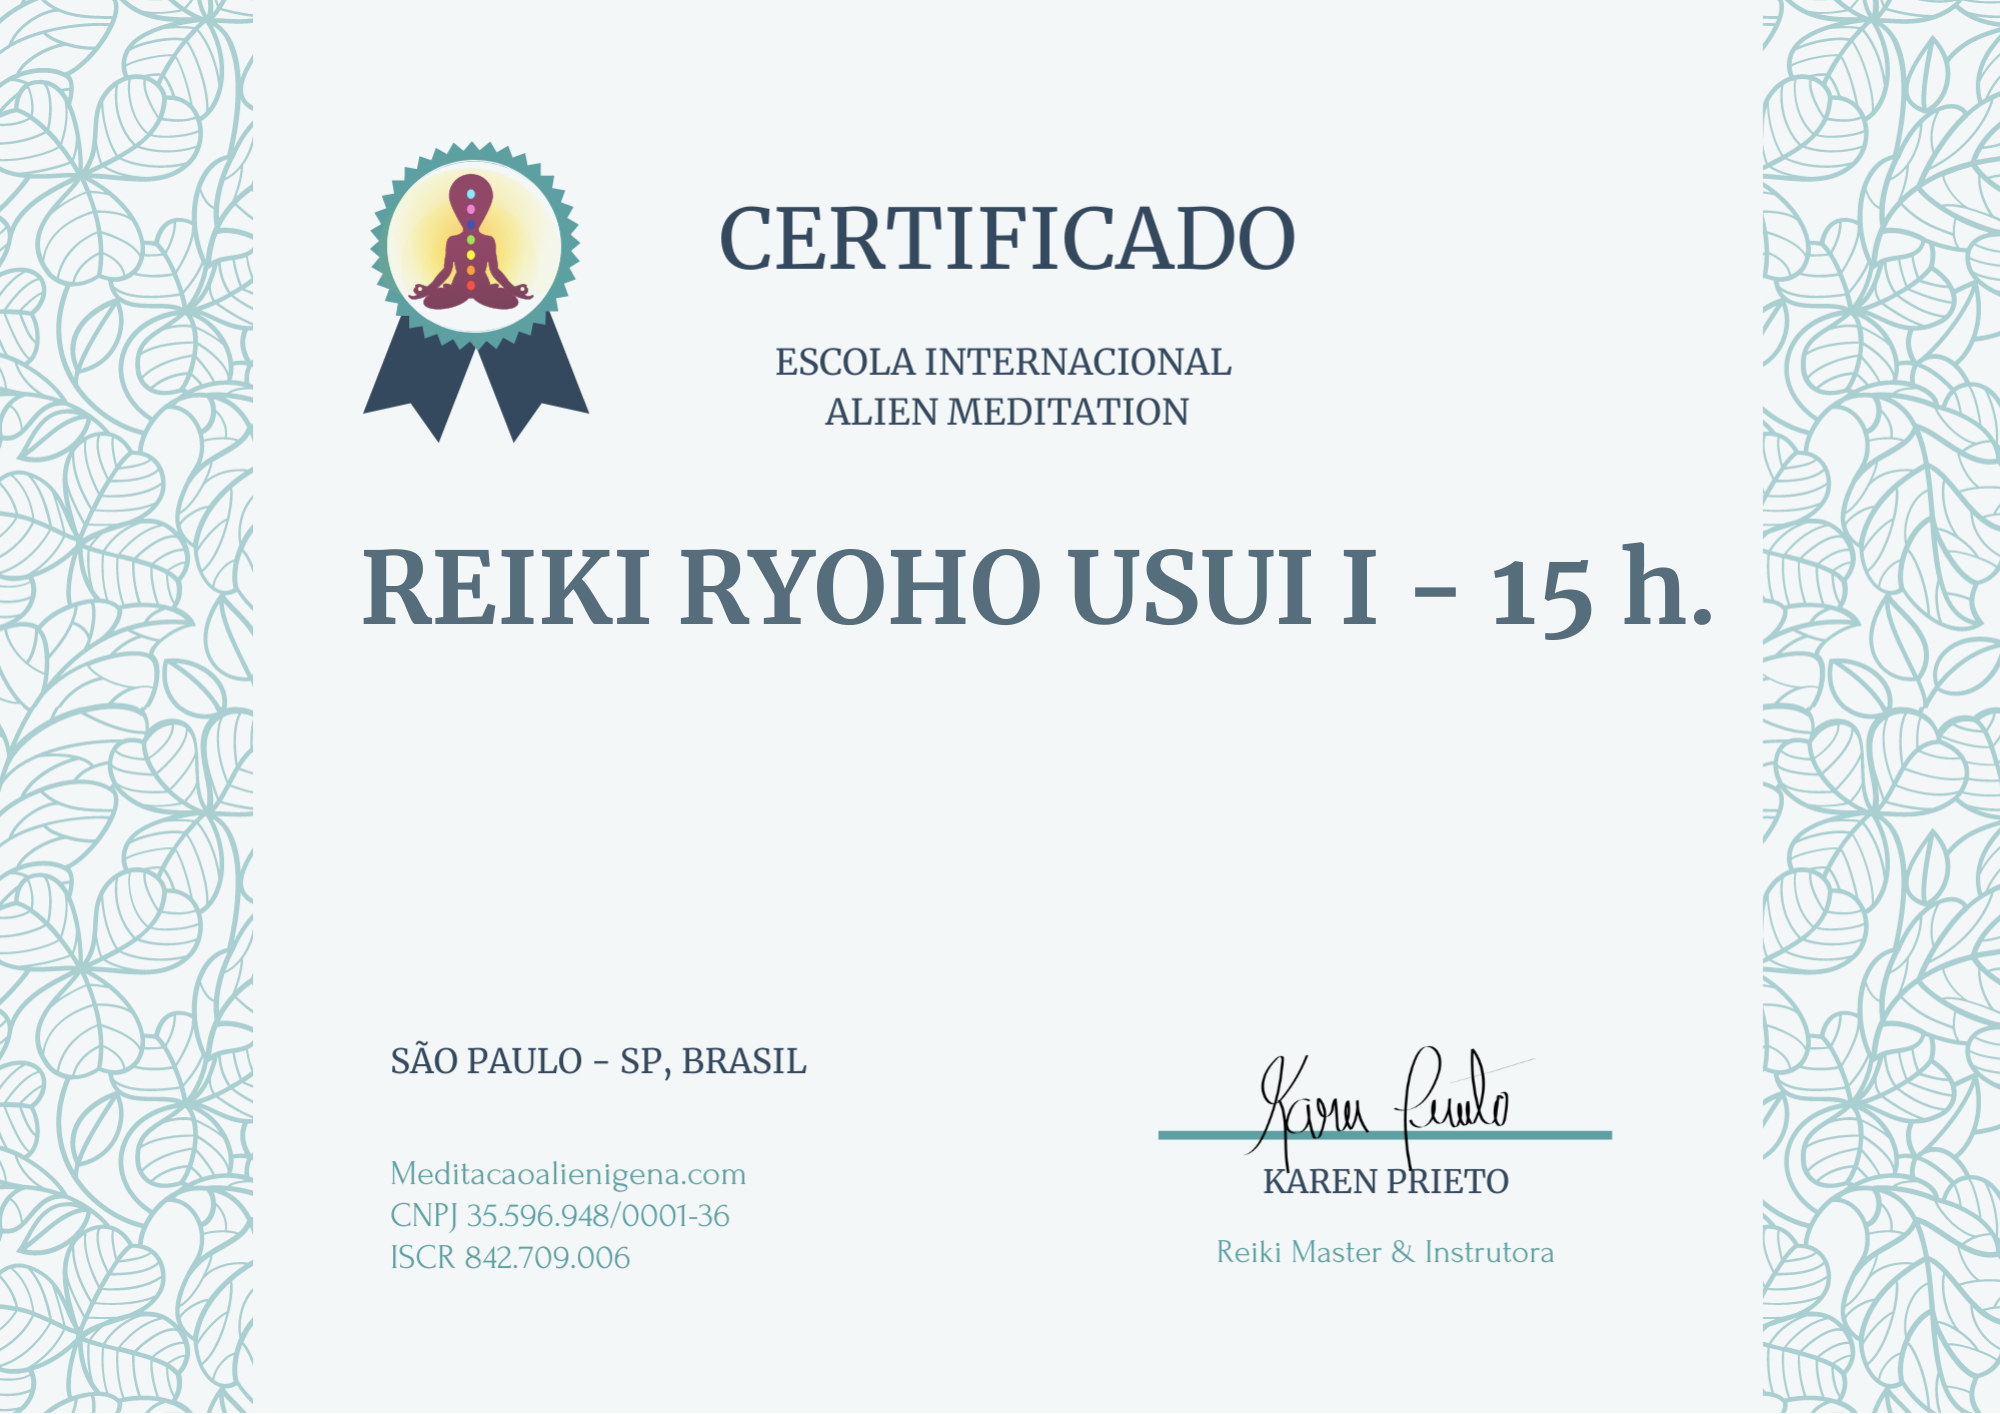 CERTIFICADO
ESCOLA INTERNACIONAL
ALIEN MEDITATION
REIKI RYOHO USUI I - 15 h.
SÃO PAULO - SP, BRASIL
Meditacaoalienigena.com
CNPJ 35.596.948/0001-36
ISCR 842.709.006
Karen Prieto
KAREN PRIETO
Reiki Master & Instrutora